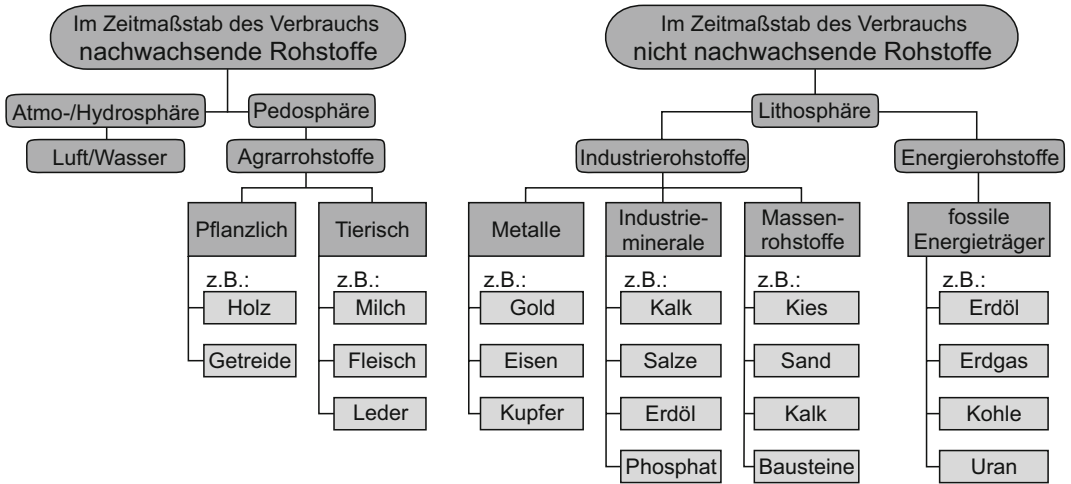 Im Zeitmaßstab des Verbrauchs
nachwachsende Rohstoffe
Atmo-/Hydrosphäre
Pedosphäre
Luft/Wasser
Agrarrohstoffe
Pflanzlich
z.B.:
Holz
Getreide
Tierisch
z.B.:
Milch
Fleisch
Leder
Im Zeitmaßstab des Verbrauchs
nicht nachwachsende Rohstoffe
Lithosphäre
Industrierohstoffe
Energierohstoffe
Metalle
z.B.:
Gold
Eisen
Kupfer
Industrie-
minerale
z.B.:
Kalk
Salze
Erdöl
Phosphat
Massen-
rohstoffe
z.B.:
Kies
Sand
Kalk
Bausteine
fossile
Energieträger
z.B.:
Erdöl
Erdgas
Kohle
Uran